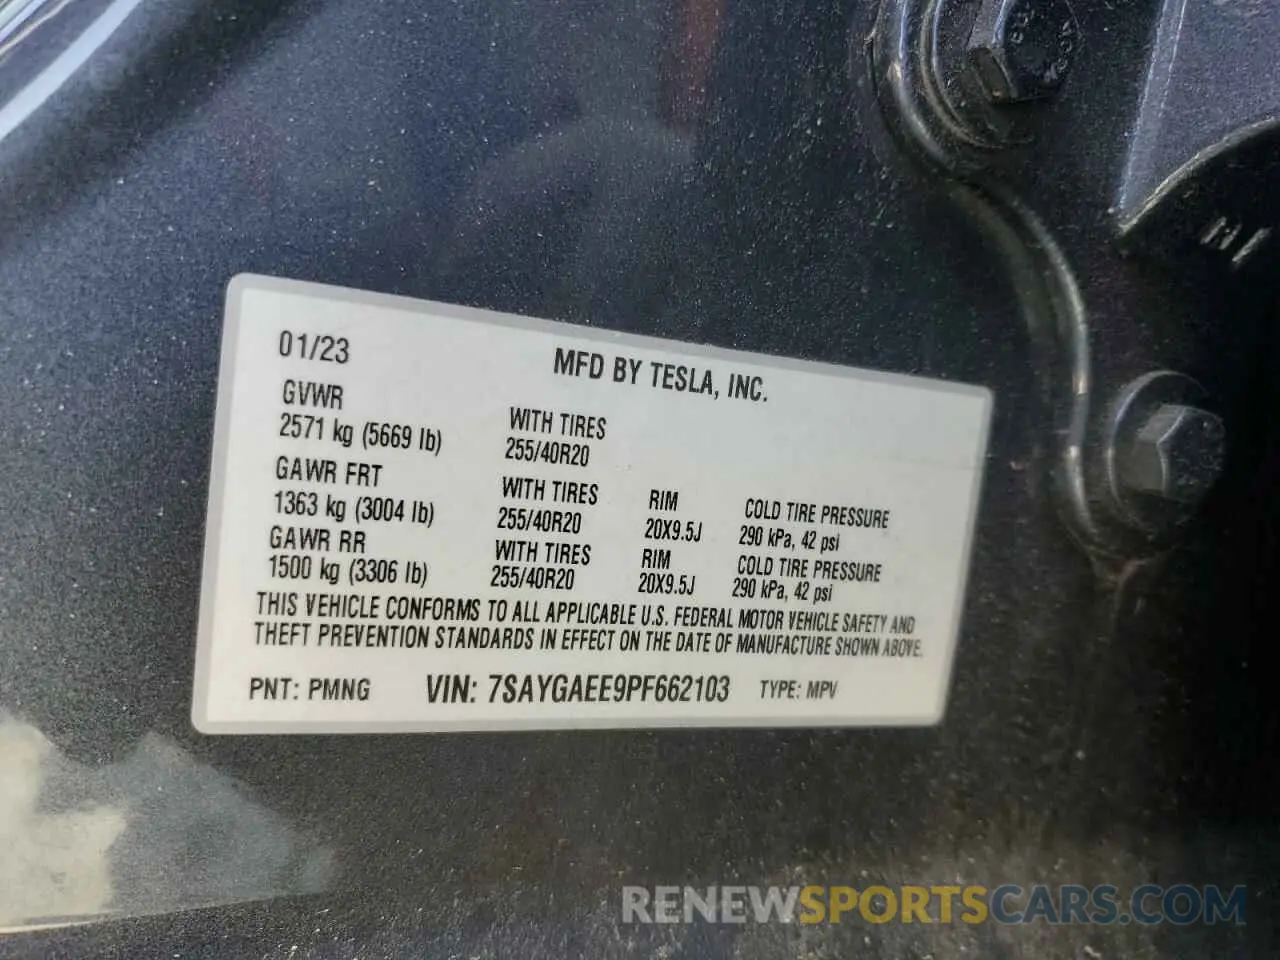 01/23
MFD BY TESLA, INC.
GVWR
2571 kg (5669 lb)
WITH TIRES
255/40R20
GAWR FRT
1363 kg (3004 lb)
WITH TIRES
255/40R20
RIM
20X9.5J
COLD TIRE PRESSURE
290 kPa, 42 psi
GAWR RR
1500 kg (3306 lb)
WITH TIRES
255/40R20
RIM
20X9.5J
COLD TIRE PRESSURE
290 kPa, 42 psi
THIS VEHICLE CONFORMS TO ALL APPLICABLE U.S. FEDERAL MOTOR VEHICLE SAFETY AND
THEFT PREVENTION STANDARDS IN EFFECT ON THE DATE OF MANUFACTURE SHOWN ABOVE.
PNT: PMNG VIN: 7SAYGAEE9PF662103 TYPE: MPV
RENEWSPORTSCARS.COM